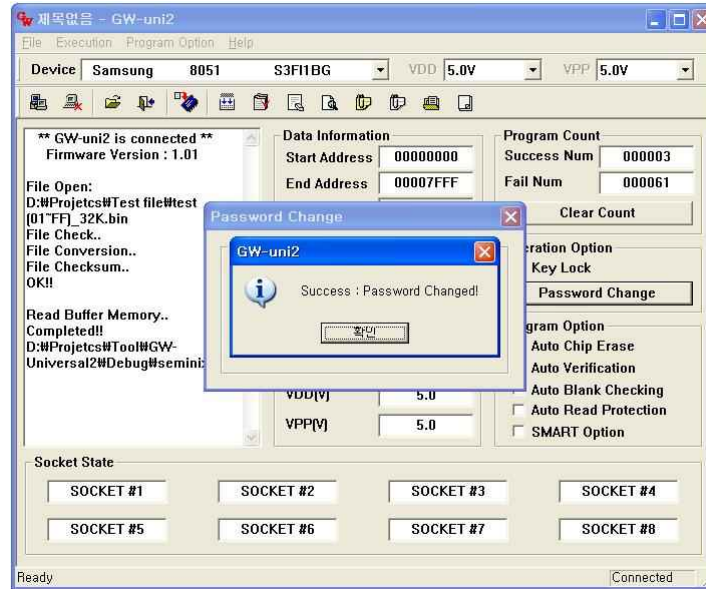 제목없음 - GW-uni2
File Execution Program Option Help
Device Samsung 8051 S3FI1BG VDD 5.0V VPP 5.0V
** GW-uni2 is connected **
Firmware Version : 1.01
File Open:
D:₩Projetcs₩Test file₩test
(01~FF)_32K.bin
File Check..
File Conversion..
File Checksum..
OK!!
Read Buffer Memory..
Completed!!
D:₩Projetcs₩Tool₩GW-
Universal2₩Debug₩semini
Data Information
Start Address 00000000
End Address 00007FFF
VDD(V) 5.0
VPP(V) 5.0
Program Count
Success Num 000003
Fail Num 000061
Clear Count
eration Option
Key Lock
Password Change
gram Option
Auto Chip Erase
Auto Verification
Auto Blank Checking
Auto Read Protection
SMART Option
Password Change
GW-uni2
Success : Password Changed!
확인
Socket State
SOCKET #1 SOCKET #2 SOCKET #3 SOCKET #4
SOCKET #5 SOCKET #6 SOCKET #7 SOCKET #8
Ready Connected